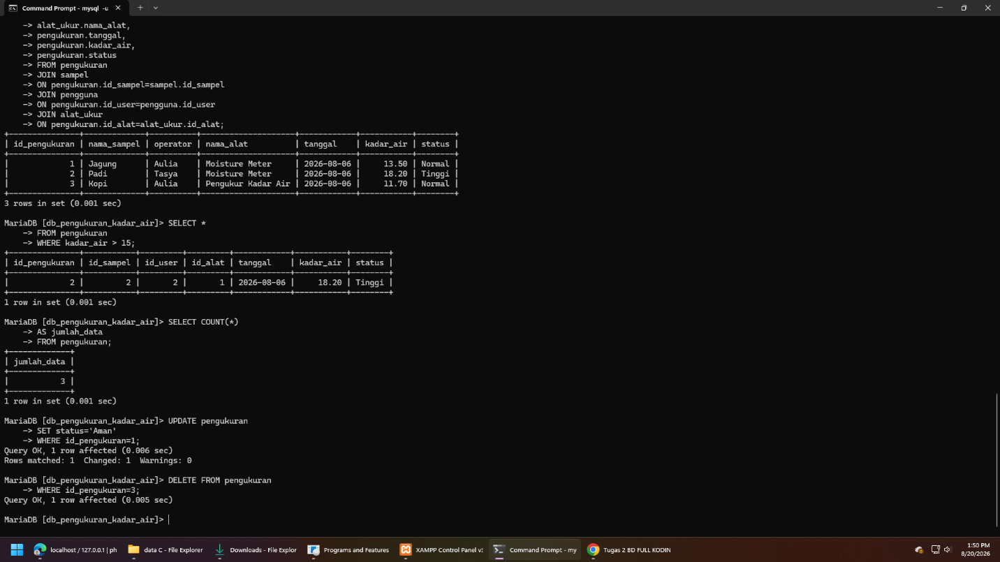 Command Prompt - mysql -u
-> alat_ukur.nama_alat,
-> pengukuran.tanggal,
-> pengukuran.kadar_air,
-> pengukuran.status
-> FROM pengukuran
-> JOIN sampel
-> ON pengukuran.id_sampel=sampel.id_sampel
-> JOIN pengguna
-> ON pengukuran.id_user=pengguna.id_user
-> JOIN alat_ukur
-> ON pengukuran.id_alat=alat_ukur.id_alat;
+---------------+-------------+----------+--------------------+------------+-----------+--------+
| id_pengukuran | nama_sampel | operator | nama_alat          | tanggal    | kadar_air | status |
+---------------+-------------+----------+--------------------+------------+-----------+--------+
|             1 | Jagung      | Aulia    | Moisture Meter     | 2026-08-06 |     13.50 | Normal |
|             2 | Padi        | Tasya    | Moisture Meter     | 2026-08-06 |     18.20 | Tinggi |
|             3 | Kopi        | Aulia    | Pengukur Kadar Air | 2026-08-06 |     11.70 | Normal |
+---------------+-------------+----------+--------------------+------------+-----------+--------+
3 rows in set (0.001 sec)
MariaDB [db_pengukuran_kadar_air]> SELECT *
-> FROM pengukuran
-> WHERE kadar_air > 15;
+---------------+-----------+---------+---------+------------+-----------+--------+
| id_pengukuran | id_sampel | id_user | id_alat | tanggal    | kadar_air | status |
+---------------+-----------+---------+---------+------------+-----------+--------+
|             2 |         2 |       2 |       1 | 2026-08-06 |     18.20 | Tinggi |
+---------------+-----------+---------+---------+------------+-----------+--------+
1 row in set (0.001 sec)
MariaDB [db_pengukuran_kadar_air]> SELECT COUNT(*)
-> AS jumlah_data
-> FROM pengukuran;
+-------------+
| jumlah_data |
+-------------+
|           3 |
+-------------+
1 row in set (0.001 sec)
MariaDB [db_pengukuran_kadar_air]> UPDATE pengukuran
-> SET status='Aman'
-> WHERE id_pengukuran=1;
Query OK, 1 row affected (0.006 sec)
Rows matched: 1  Changed: 1  Warnings: 0
MariaDB [db_pengukuran_kadar_air]> DELETE FROM pengukuran
-> WHERE id_pengukuran=3;
Query OK, 1 row affected (0.005 sec)
MariaDB [db_pengukuran_kadar_air]>
localhost / 127.0.0.1 | ph
data C - File Explorer
Downloads - File Explor
Programs and Features
XAMPP Control Panel v3
Command Prompt - my
Tugas 2 BD FULL KODIN
1:50 PM
8/20/2026